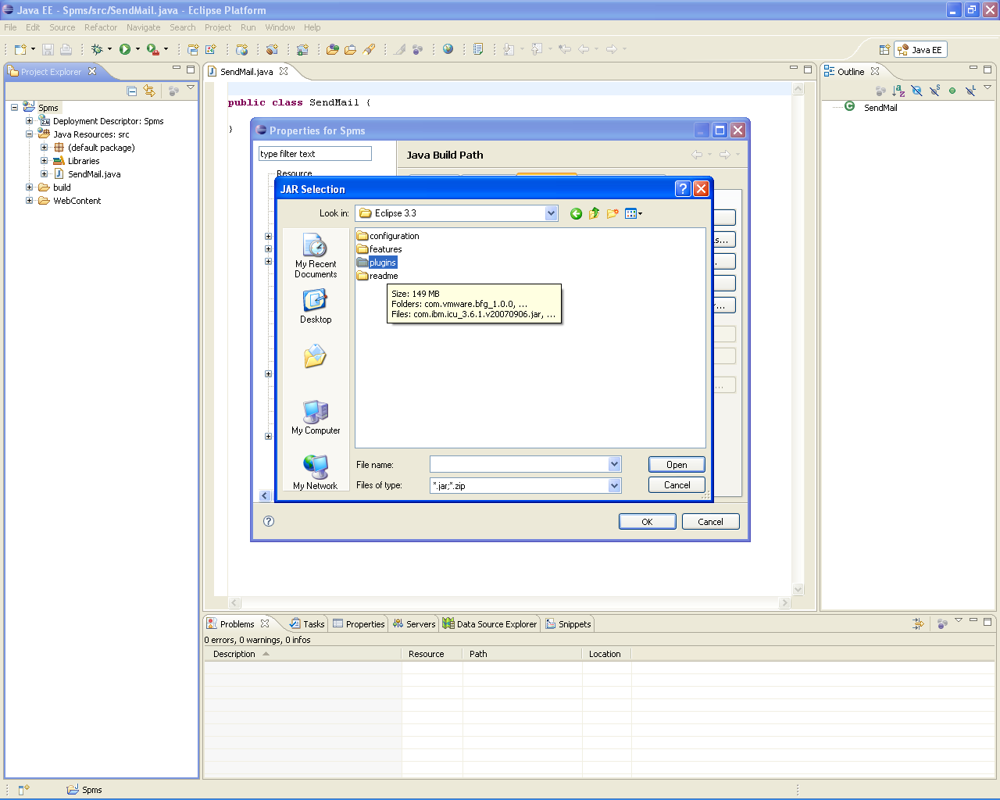 Java EE - Spms/src/SendMail.java - Eclipse Platform
File Edit Source Refactor Navigate Search Project Run Window Help
Java EE
Project Explorer
SendMail.java
Outline
Spms
Deployment Descriptor: Spms
Java Resources: src
(default package)
Libraries
SendMail.java
build
WebContent
public class SendMail {
}
SendMail
Properties for Spms
type filter text
Java Build Path
Resource
JAR Selection
Look in: Eclipse 3.3
My Recent Documents
Desktop
My Computer
My Network
configuration
features
plugins
readme
Size: 149 MB
Folders: com.vmware.bfg_1.0.0, ...
Files: com.ibm.icu_3.6.1.v20070906.jar, ...
File name: Open
Files of type: *.jar;*.zip Cancel
OK Cancel
Problems Tasks Properties Servers Data Source Explorer Snippets
0 errors, 0 warnings, 0 infos
Description Resource Path Location
Spms